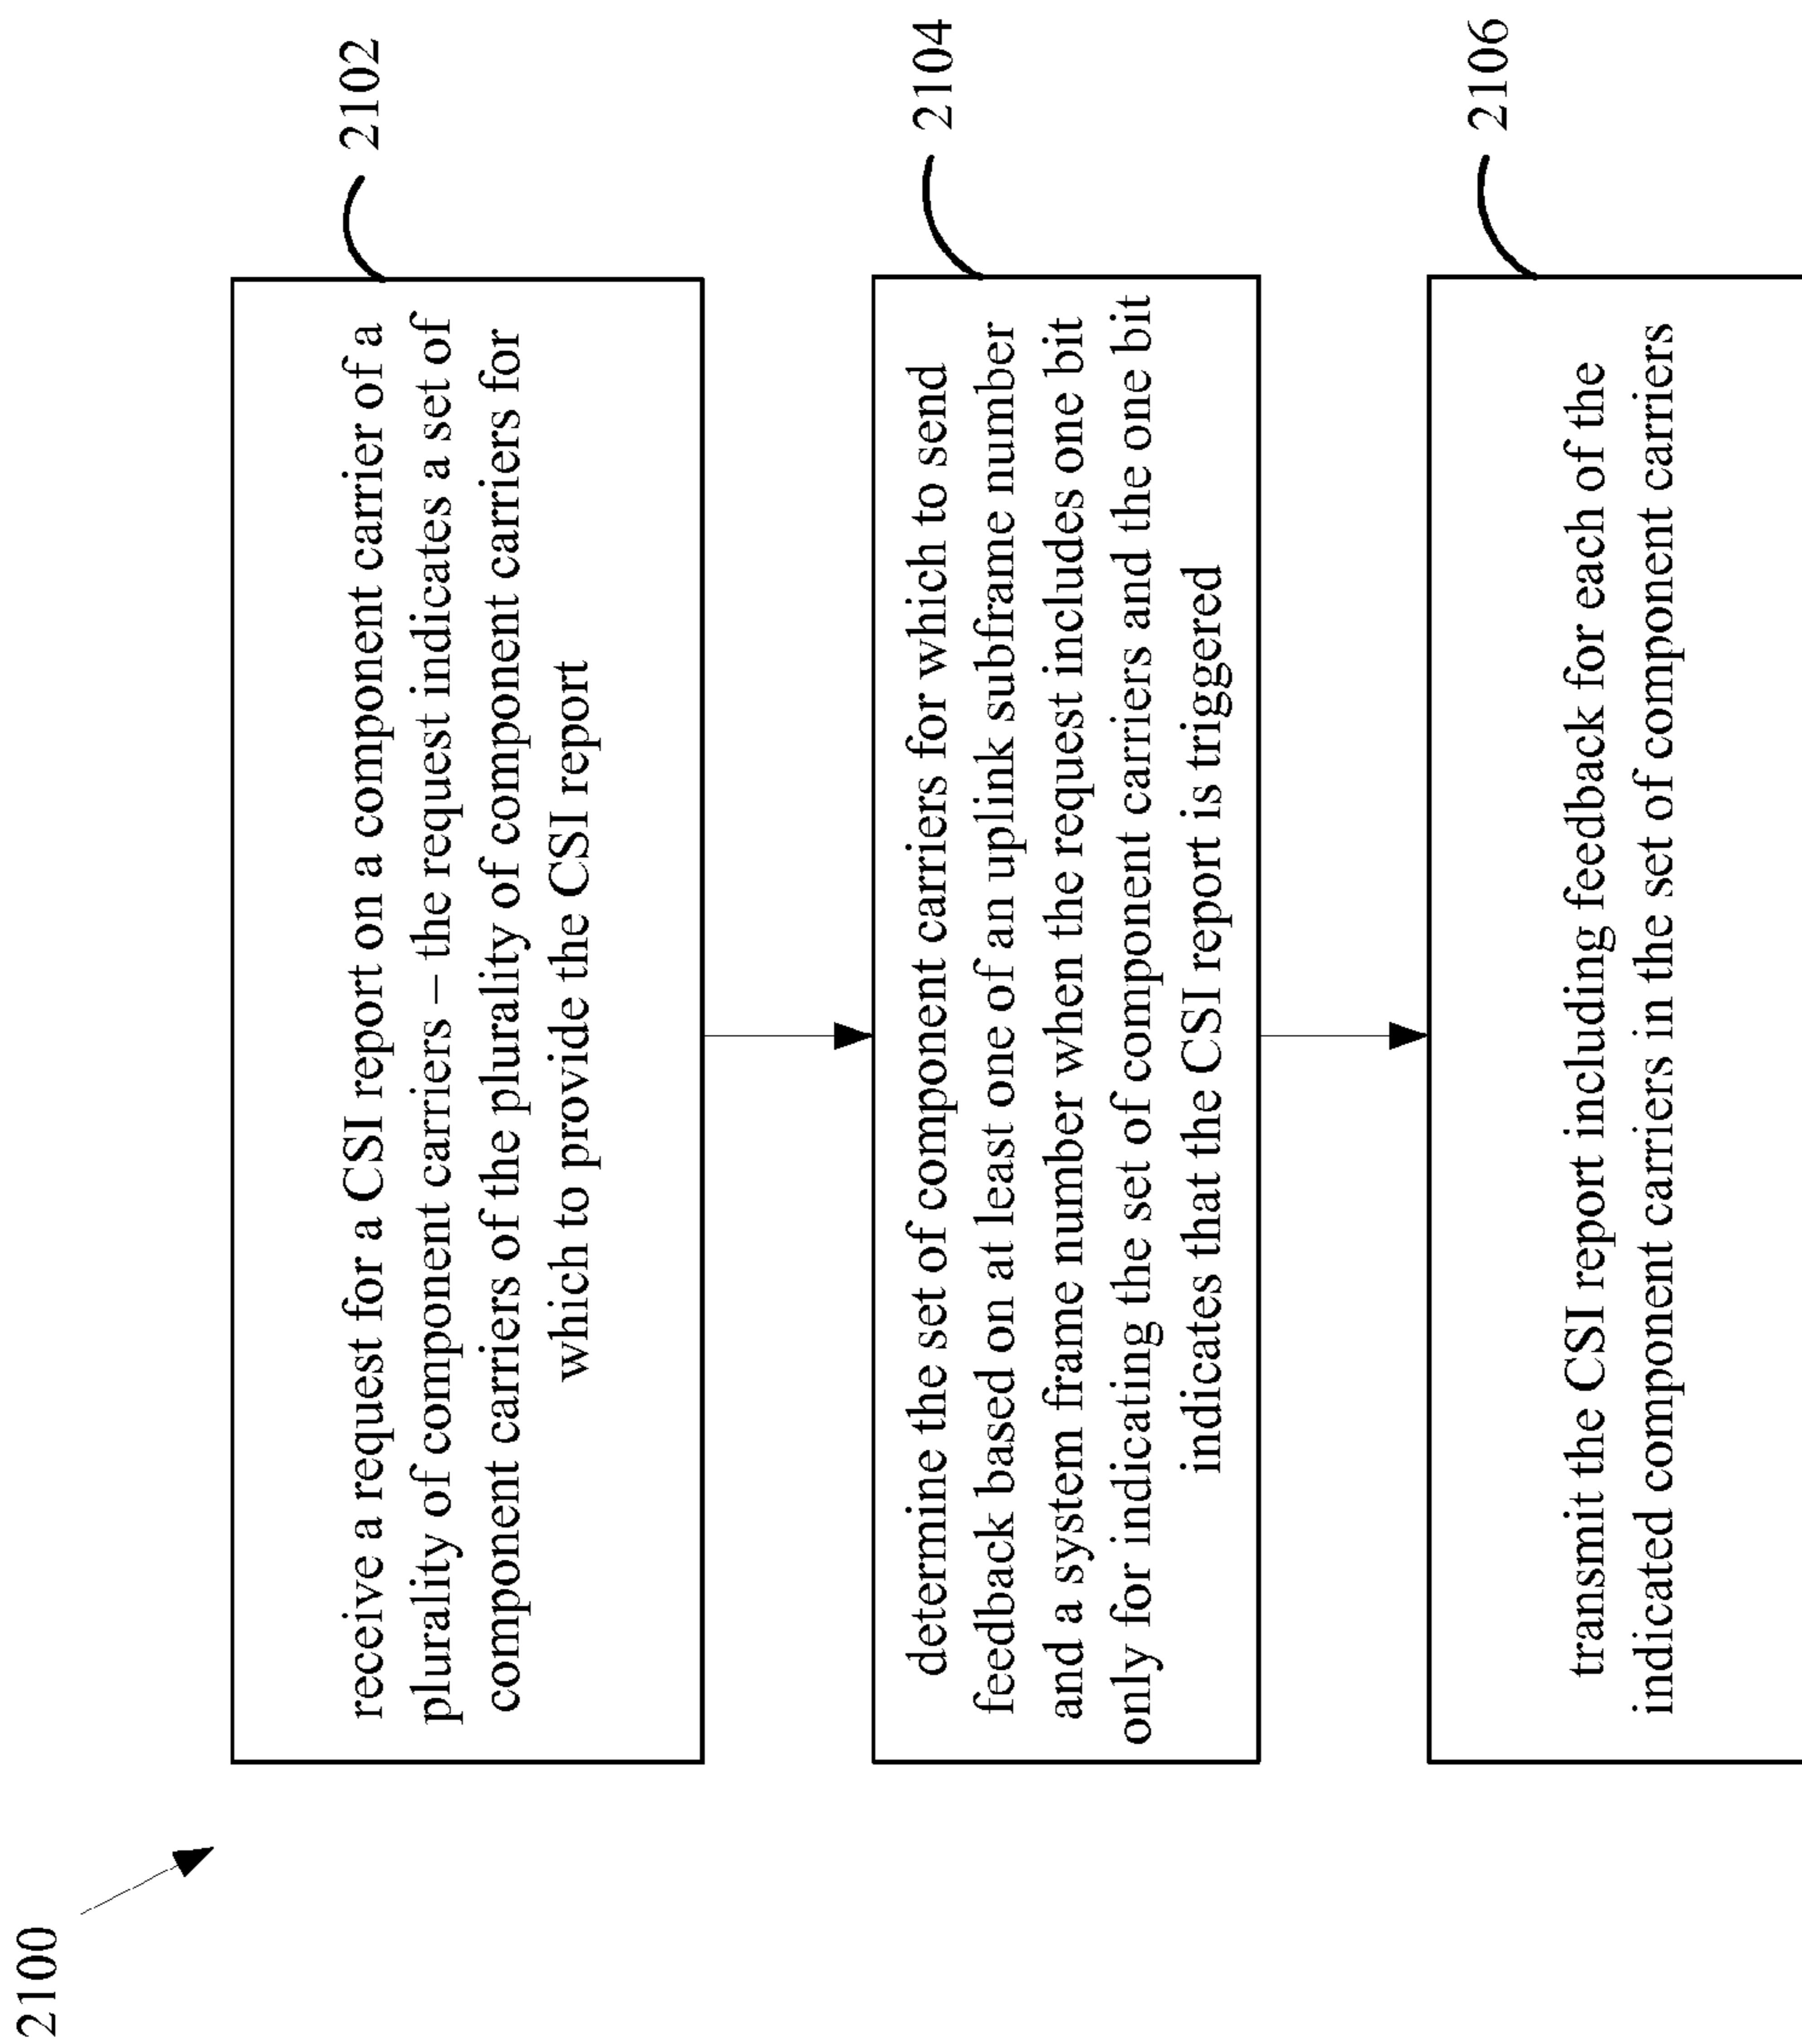 2100
receive a request for a CSI report on a component carrier of a
plurality of component carriers – the request indicates a set of
component carriers of the plurality of component carriers for
which to provide the CSI report
2102
determine the set of component carriers for which to send
feedback based on at least one of an uplink subframe number
and a system frame number when the request includes one bit
only for indicating the set of component carriers and the one bit
indicates that the CSI report is triggered
2104
transmit the CSI report including feedback for each of the
indicated component carriers in the set of component carriers
2106